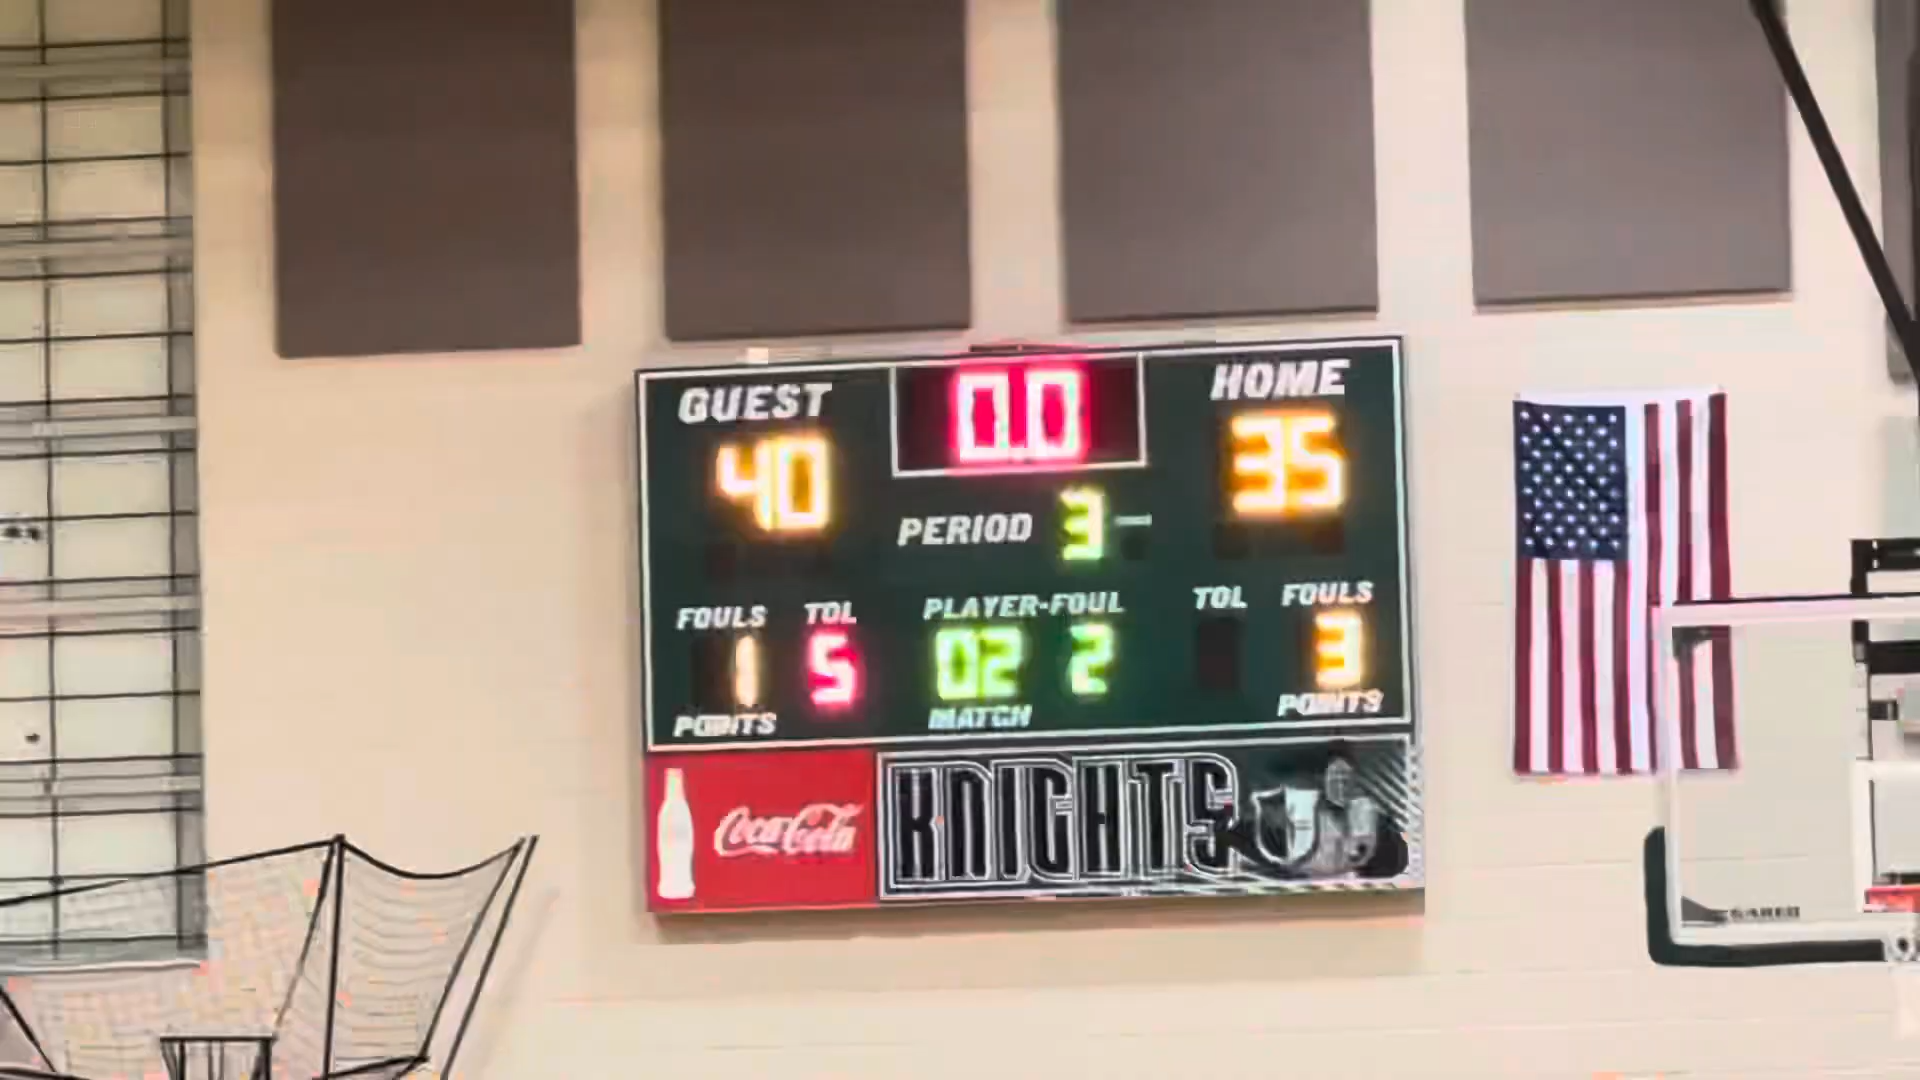 GUEST 0.0 HOME
40 35
PERIOD 3
FOULS TOL PLAYER-FOUL TOL FOULS
1 5 02 2 3
POINTS MATCH POINTS
Coca-Cola KNIGHTS